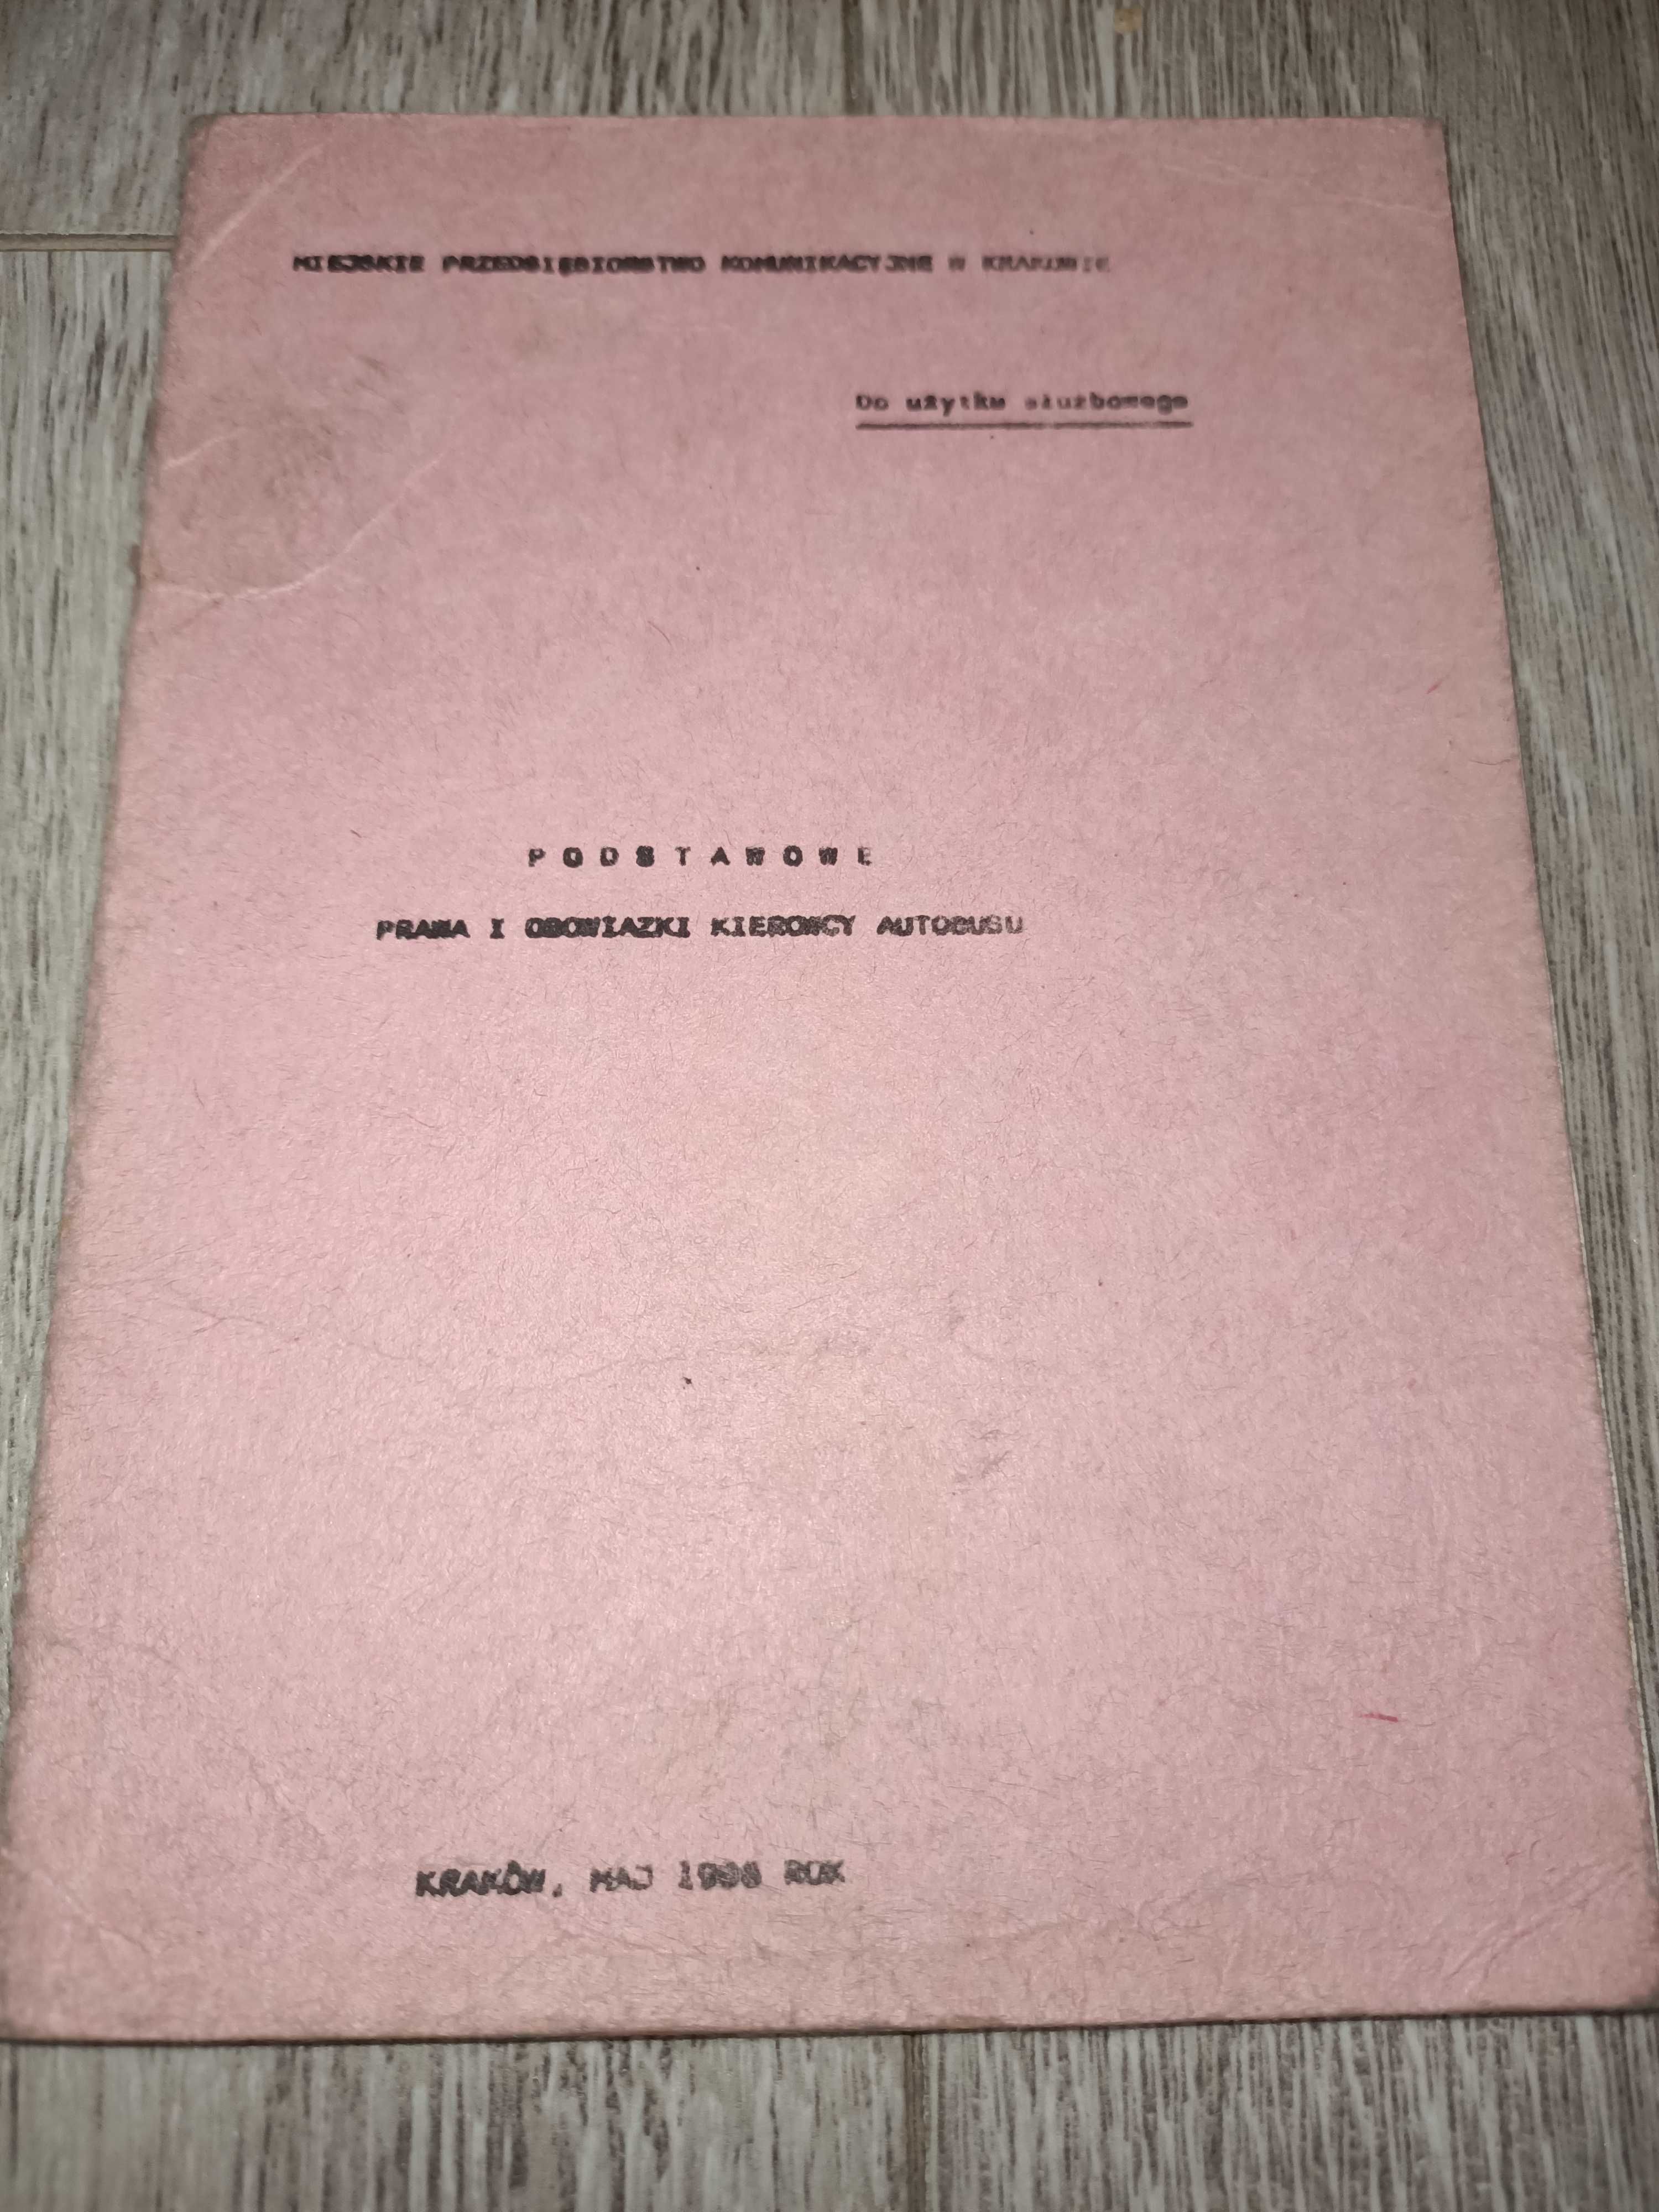 MIEJSKIE PRZEDSIĘBIORSTWO KOMUNIKACYJNE W KRAKOWIE
Do użytku służbowego
P O D S T A W O W E
PRAWA I OBOWIAZKI KIEROWCY AUTOBUSU
KRAKÓW, MAJ ROK